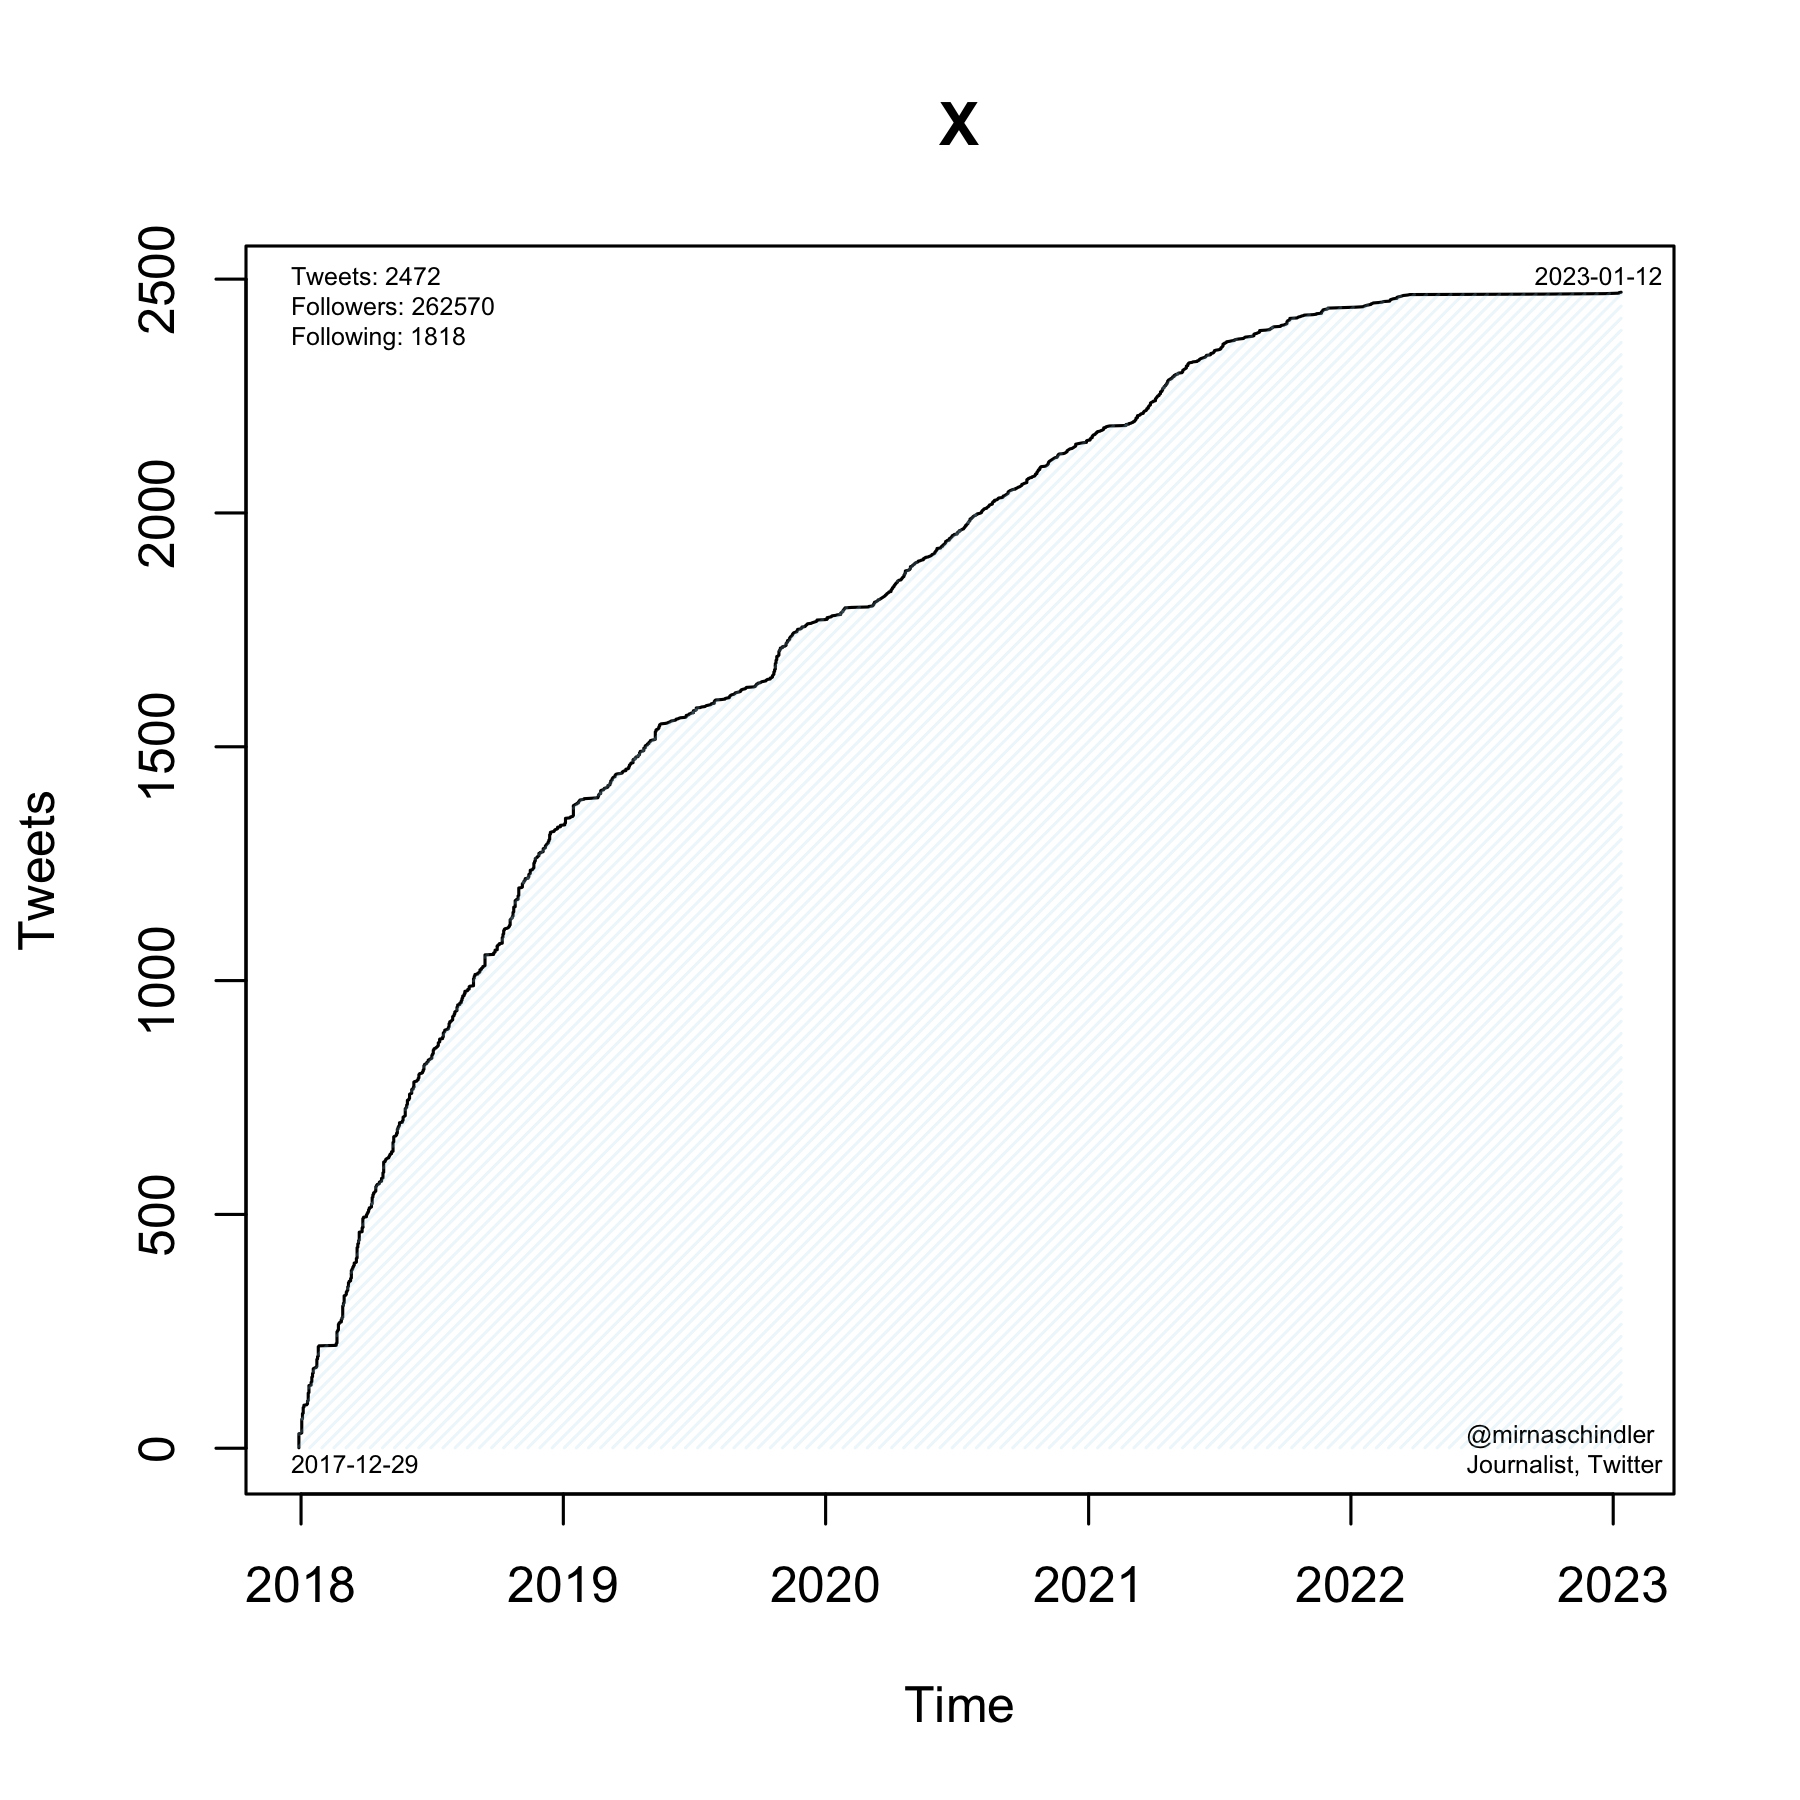 X
Tweets: 2472
Followers: 262570
Following: 1818
2023-01-12
2500
2000
1500
1000
500
0
Tweets
2017-12-29
@mirnaschindler
Journalist, Twitter
2018 2019 2020 2021 2022 2023
Time